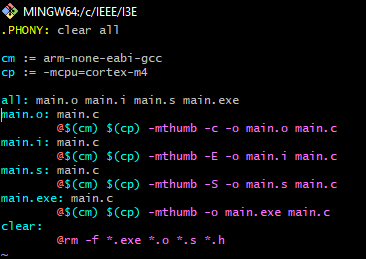 MINGW64:/c/IEEE/I3E
.PHONY: clear all
cm := arm-none-eabi-gcc
cp := -mcpu=cortex-m4
all: main.o main.i main.s main.exe
main.o: main.c
        @$(cm) $(cp) -mthumb -c -o main.o main.c
main.i: main.c
        @$(cm) $(cp) -mthumb -E -o main.i main.c
main.s: main.c
        @$(cm) $(cp) -mthumb -S -o main.s main.c
main.exe: main.c
        @$(cm) $(cp) -mthumb -o main.exe main.c
clear:
        @rm -f *.exe *.o *.s *.h
~